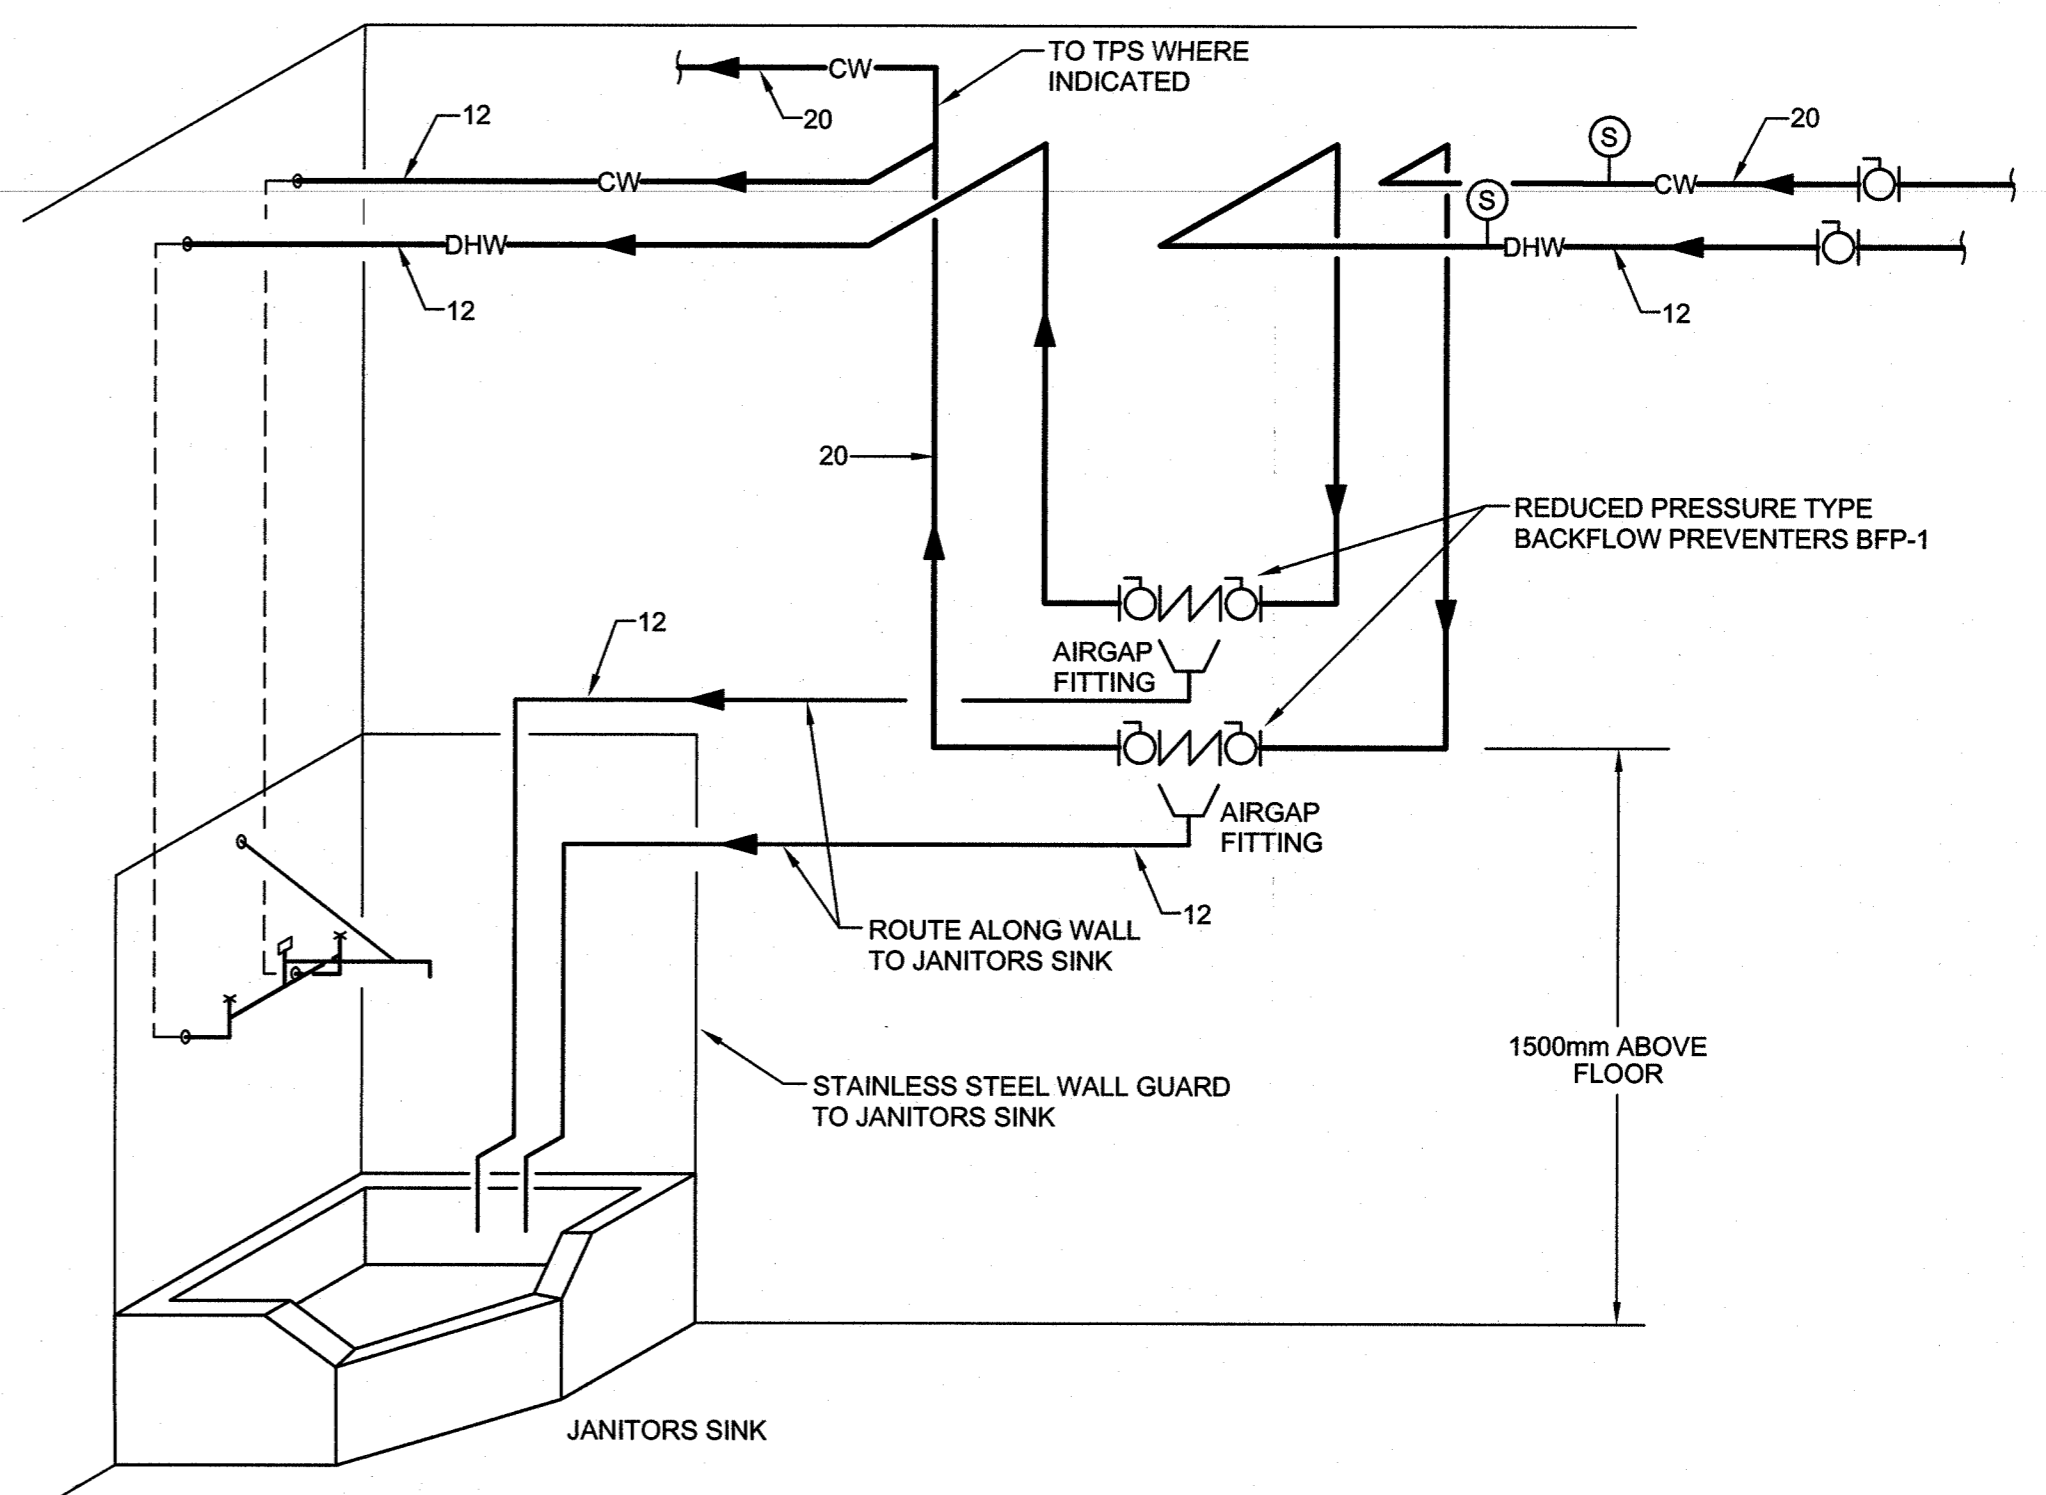 TO TPS WHERE
INDICATED
CW
20
12
CW
S
20
CW
S
DHW
12
DHW
12
20
REDUCED PRESSURE TYPE
BACKFLOW PREVENTERS BFP-1
12
AIRGAP
FITTING
AIRGAP
FITTING
12
ROUTE ALONG WALL
TO JANITORS SINK
1500mm ABOVE
FLOOR
STAINLESS STEEL WALL GUARD
TO JANITORS SINK
JANITORS SINK